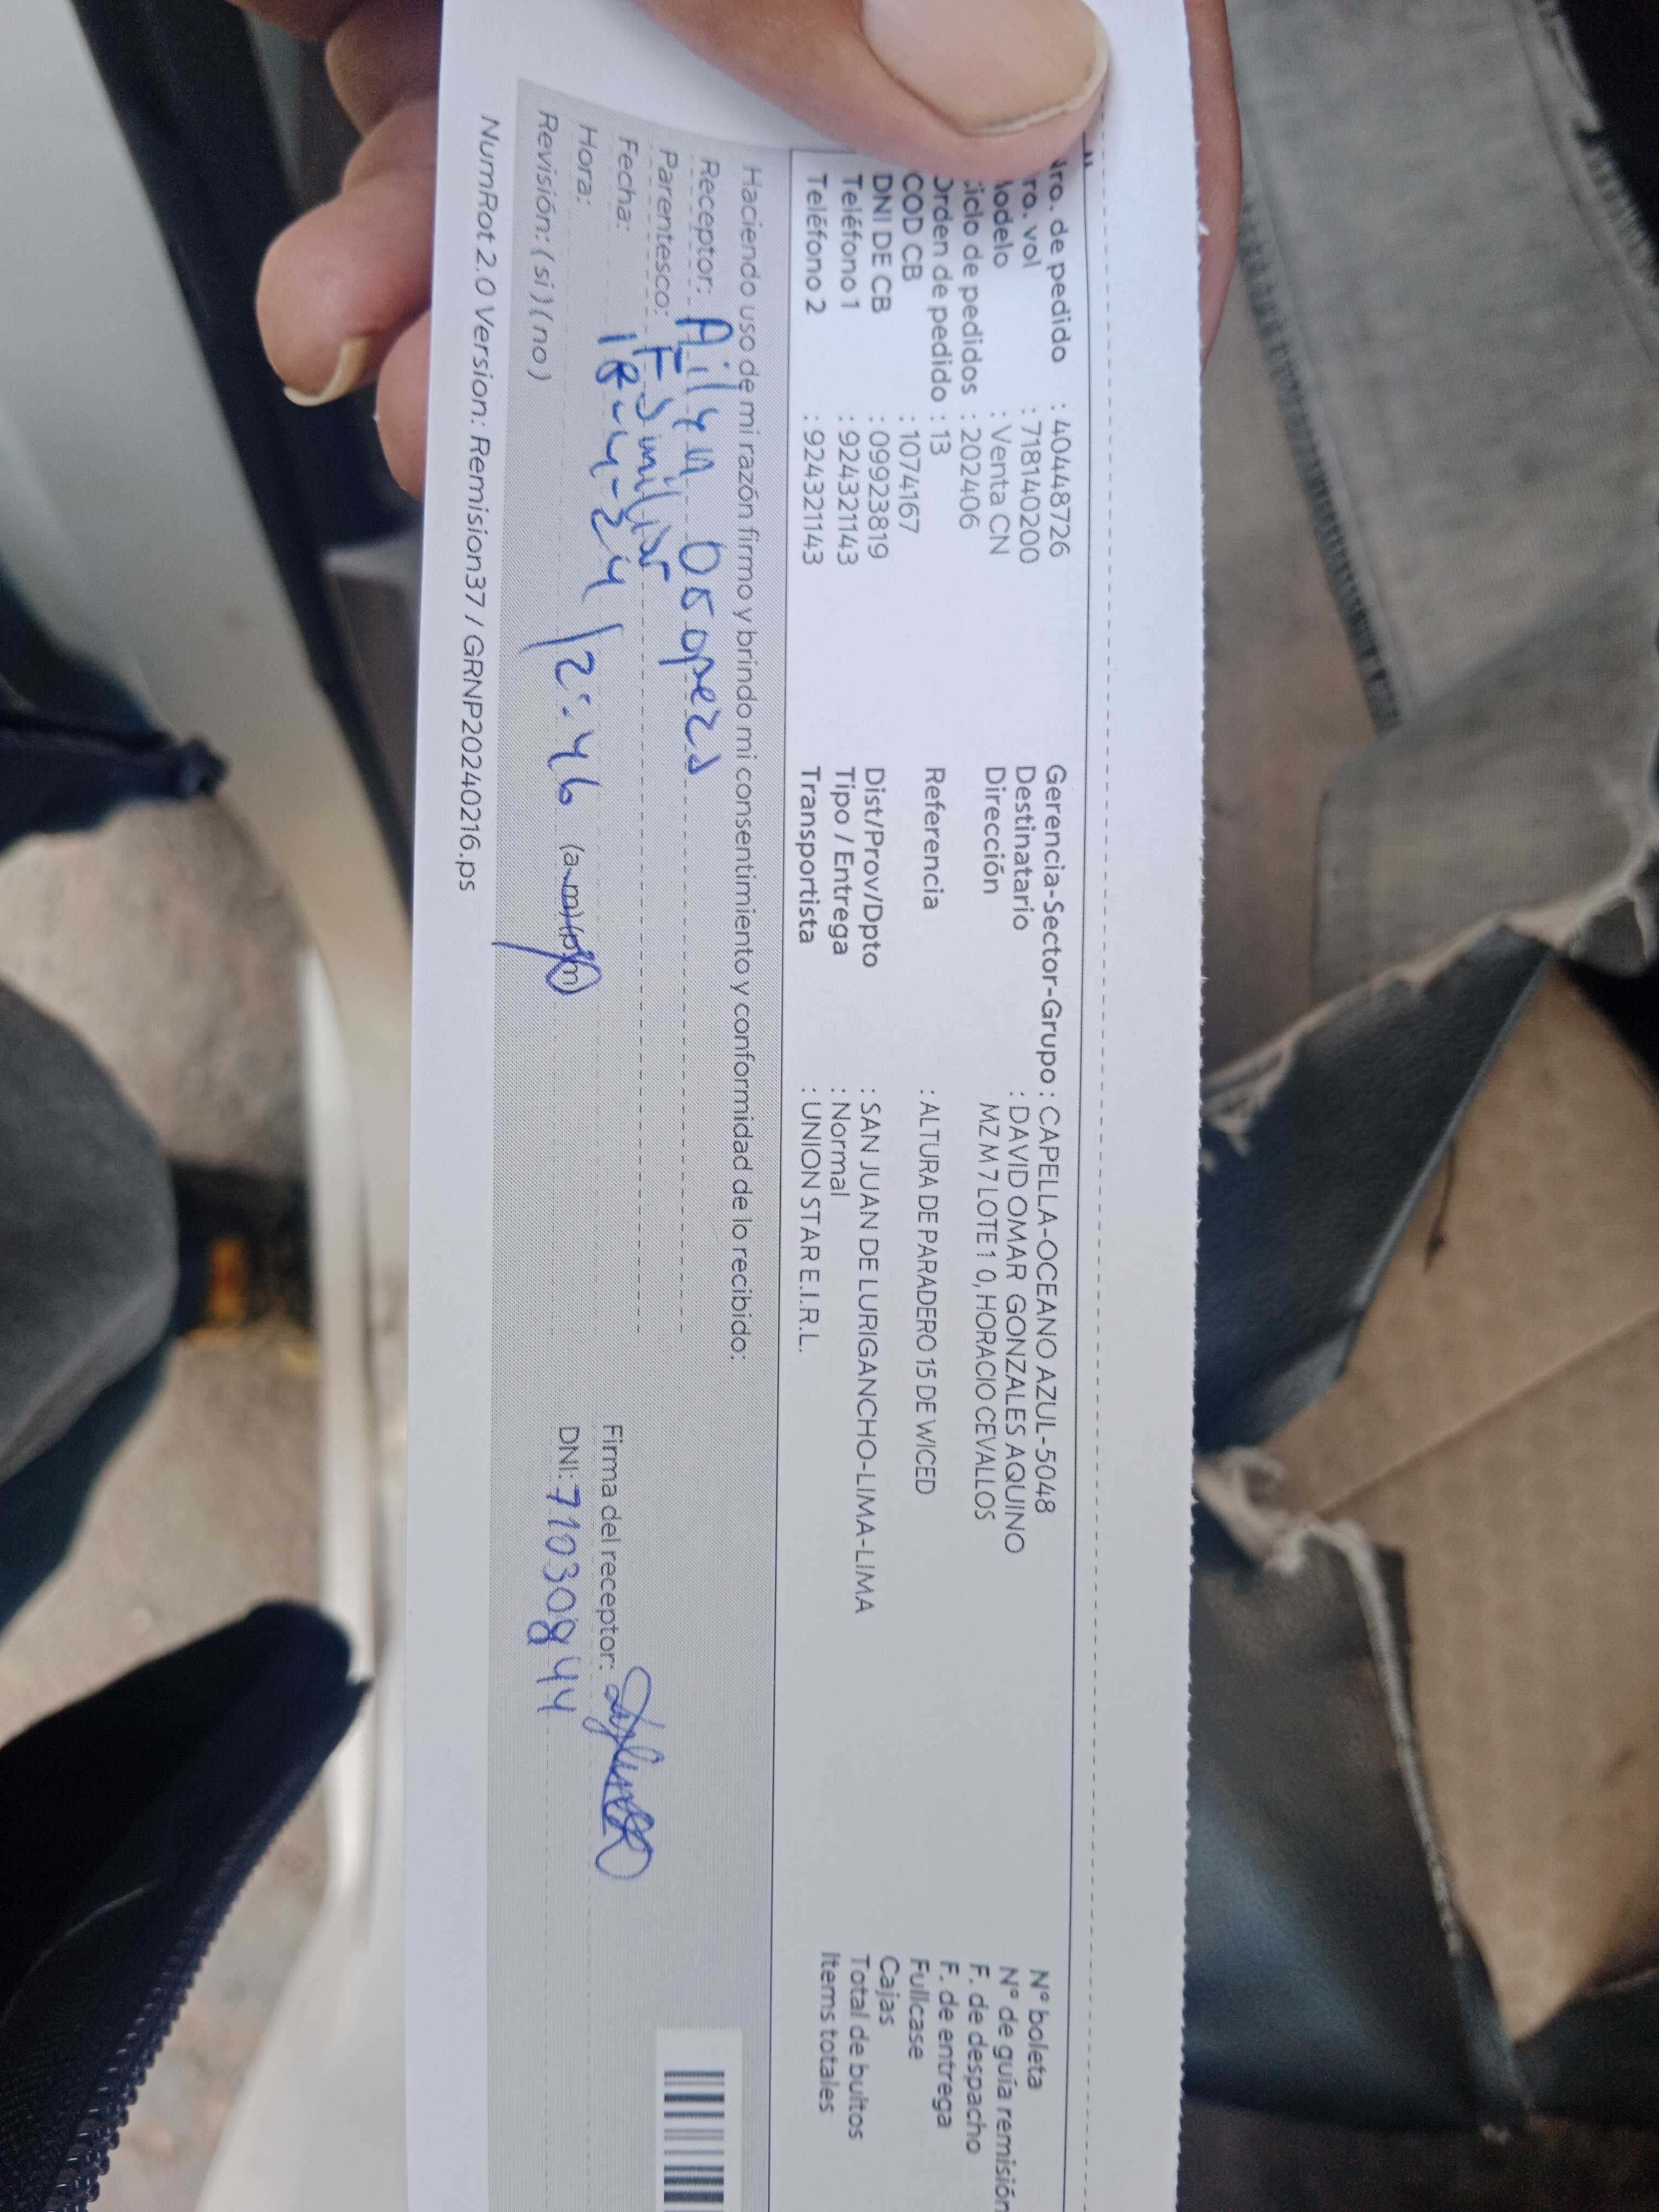 Nro. de pedido : 40448726
ro. vol : 718140200
Modelo : Venta CN
Ciclo de pedidos : 202406
Orden de pedido : 13
COD CB : 1074167
DNI DE CB : 09923819
Teléfono 1 : 924321143
Teléfono 2 : 924321143
Gerencia-Sector-Grupo : CAPELLA-OCEANO AZUL-5048
Destinatario : DAVID OMAR GONZALES AQUINO
Dirección MZ M 7 LOTE 1 0, HORACIO CEVALLOS
Referencia : ALTURA DE PARADERO 15 DE WICED
Dist/Prov/Dpto : SAN JUAN DE LURIGANCHO-LIMA-LIMA
Tipo / Entrega : Normal
Transportista : UNION STAR E.I.R.L.
N° boleta
N° de guía remisión
F. de despacho
F. de entrega
Fullcase
Cajas
Total de bultos
Items totales
Haciendo uso de mi razón firmo y brindo mi consentimiento y conformidad de lo recibido:
Receptor: Ailyn Oropeza
Parentesco: Familiar
Fecha: 18-4-24
Hora: 12:46 (a.m) (p.m)
Revisión: ( si ) ( no )
Firma del receptor:
DNI: 71030844
NumRot 2.0 Version: Remision37 / GRNP20240216.ps